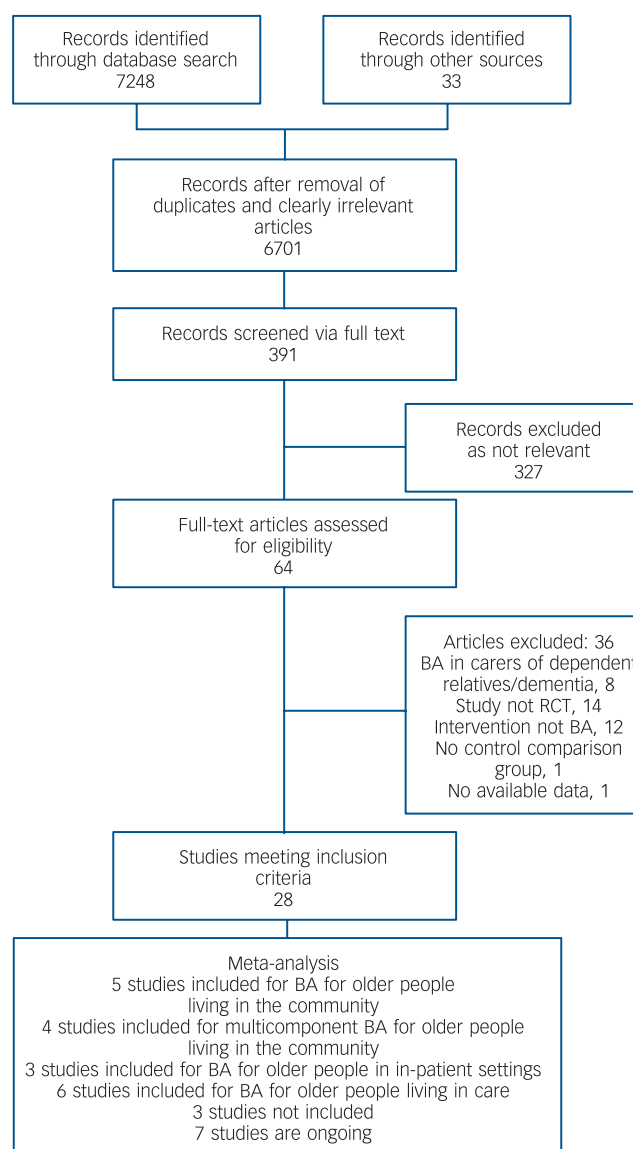 Records identified
through database search
7248
Records identified
through other sources
33
Records after removal of
duplicates and clearly irrelevant
articles
6701
Records screened via full text
391
Records excluded
as not relevant
327
Full-text articles assessed
for eligibility
64
Articles excluded: 36
BA in carers of dependent
relatives/dementia, 8
Study not RCT, 14
Intervention not BA, 12
No control comparison
group, 1
No available data, 1
Studies meeting inclusion
criteria
28
Meta-analysis
5 studies included for BA for older people
living in the community
4 studies included for multicomponent BA for older people
living in the community
3 studies included for BA for older people in in-patient settings
6 studies included for BA for older people living in care
3 studies not included
7 studies are ongoing